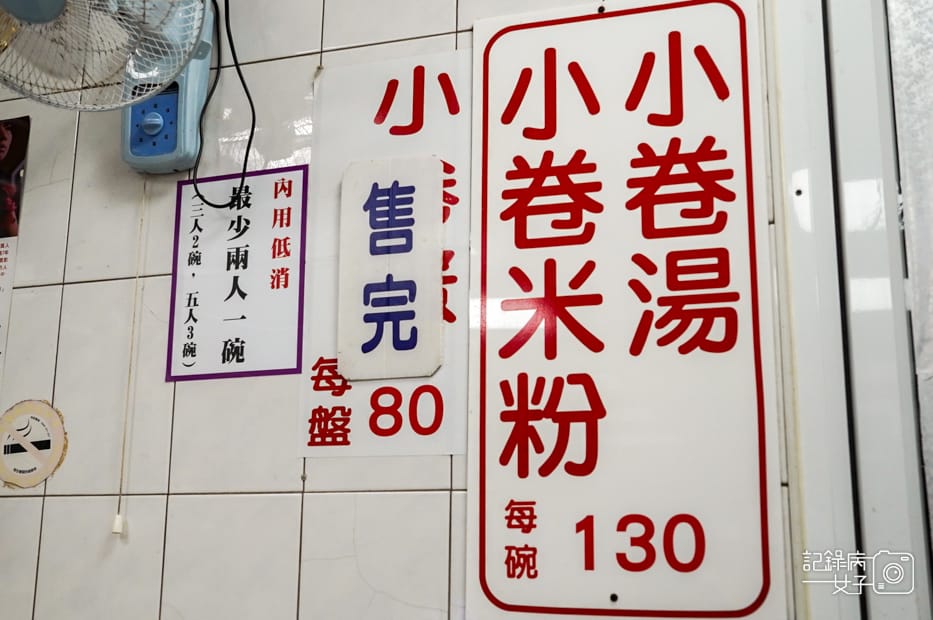 小卷湯
小卷米粉
每碗
130
小
售完
每盤
80
內用低消
最少兩人一碗
(三人2碗，五人3碗)
記錄病
女子